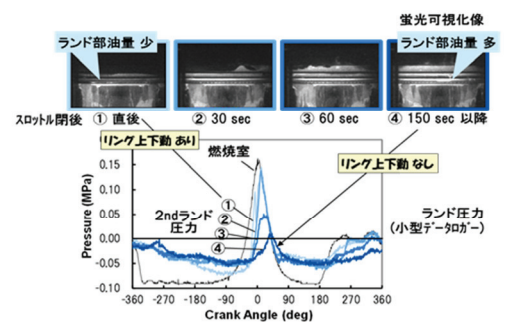 蛍光可視化像
ランド部油量 少
ランド部油量 多
スロットル閉後 ① 直後 ② 30 sec ③ 60 sec ④ 150 sec 以降
リング上下動 あり
燃焼室
リング上下動 なし
0.15
0.10
0.05
0.00
-0.05
-0.10
Pressure (MPa)
①
②
③
④
2ndランド
圧力
ランド圧力
(小型データロガー)
-360 -270 -180 -90 0 90 180 270 360
Crank Angle (deg)